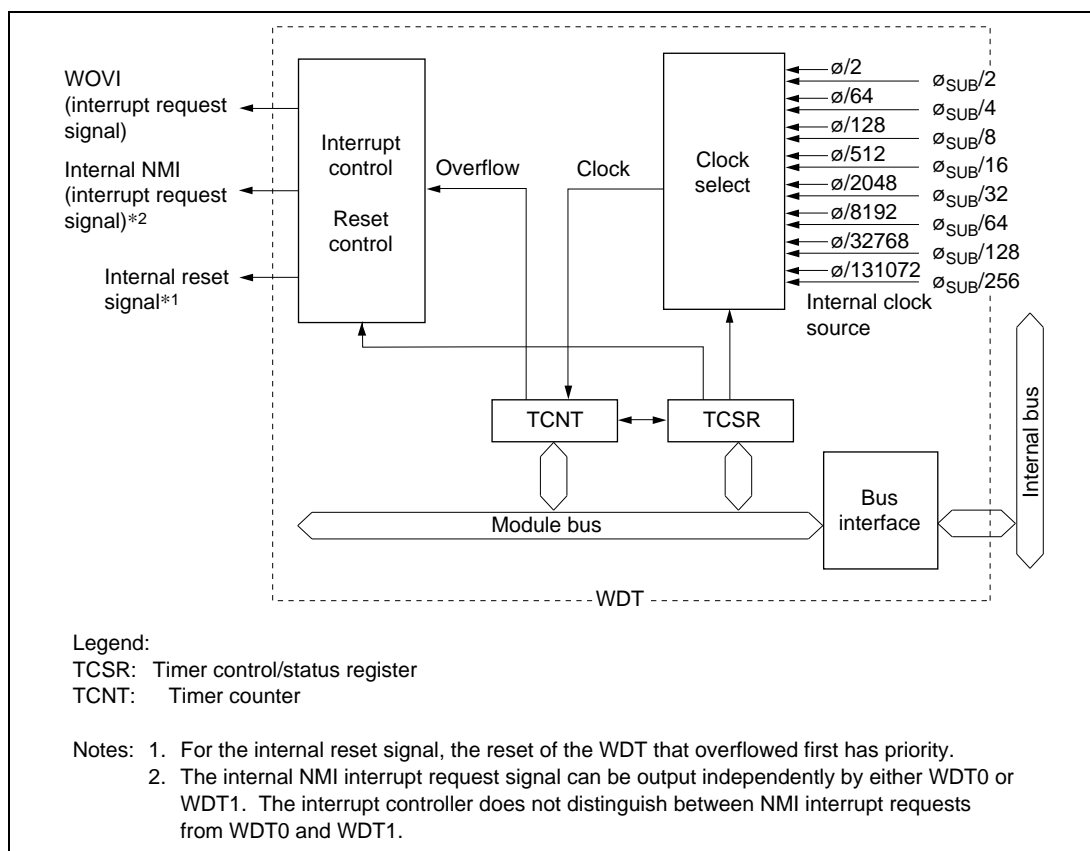 WOVI
(interrupt request
signal)
Internal NMI
(interrupt request
signal)*2
Internal reset
signal*1
Interrupt
control
Reset
control
Overflow
Clock
Clock
select
ø/2
øSUB/2
ø/64
øSUB/4
ø/128
øSUB/8
ø/512
øSUB/16
ø/2048
øSUB/32
ø/8192
øSUB/64
ø/32768
øSUB/128
ø/131072
øSUB/256
Internal clock
source
TCNT
TCSR
Internal bus
Bus
interface
Module bus
WDT
Legend:
TCSR: Timer control/status register
TCNT: Timer counter
Notes: 1. For the internal reset signal, the reset of the WDT that overflowed first has priority.
2. The internal NMI interrupt request signal can be output independently by either WDT0 or
WDT1. The interrupt controller does not distinguish between NMI interrupt requests
from WDT0 and WDT1.